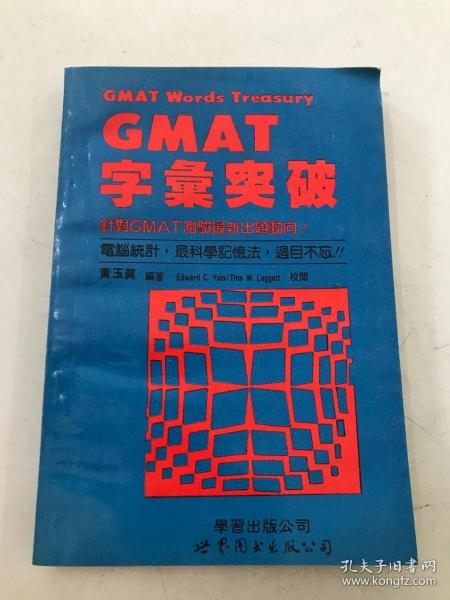 GMAT Words Treasury
GMAT
字彙突破
針對GMAT測驗最新出題動向！
電腦統計，最科學記憶法，過目不忘!!
黃玉真 編著 Edward C. Yulo/Tina W. Leggett 校閱
學習出版公司
世界图书出版公司
孔夫子旧书网
www.kongfz.com